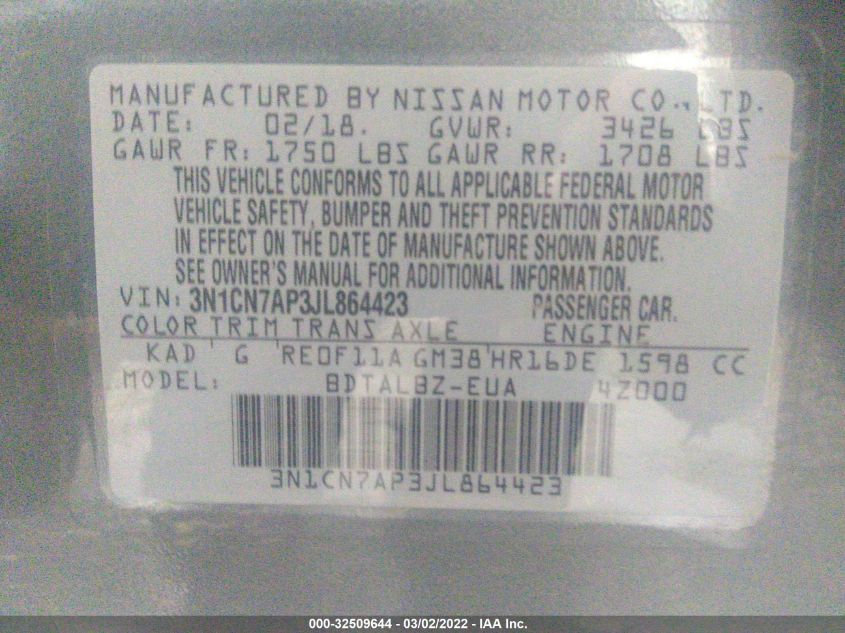 MANUFACTURED BY NISSAN MOTOR CO., LTD.
DATE: 02/18. GVWR: 3426 LBS
GAWR FR: 1750 LBS GAWR RR: 1708 LBS
THIS VEHICLE CONFORMS TO ALL APPLICABLE FEDERAL MOTOR
VEHICLE SAFETY, BUMPER AND THEFT PREVENTION STANDARDS
IN EFFECT ON THE DATE OF MANUFACTURE SHOWN ABOVE.
SEE OWNER'S MANUAL FOR ADDITIONAL INFORMATION.
VIN: 3N1CN7AP3JL864423 PASSENGER CAR.
COLOR TRIM TRANS AXLE ENGINE
KAD ' G 'RE0F11A GM38'HR16DE 1598 CC
MODEL: BDTALBZ-EUA 4Z000
3N1CN7AP3JL864423
000-32509644 - 03/02/2022 - IAA Inc.